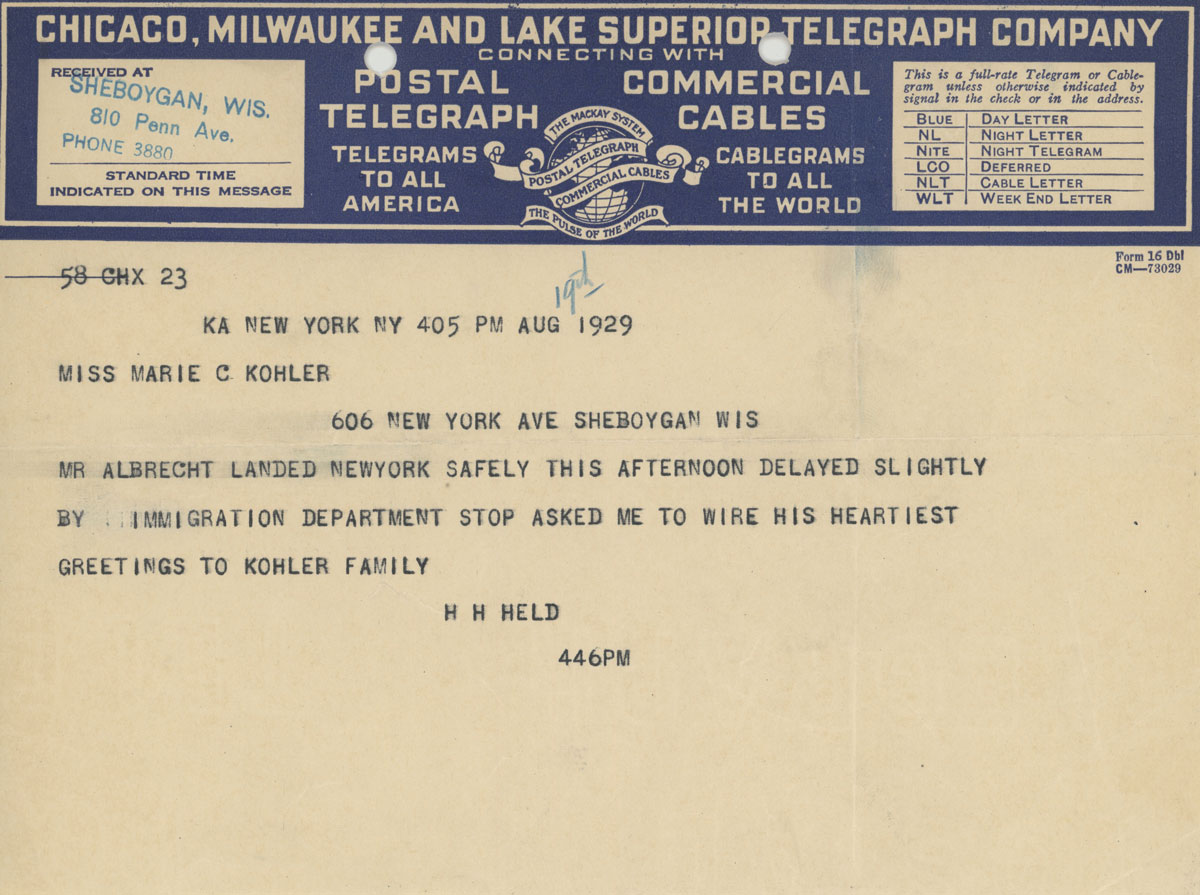 CHICAGO, MILWAUKEE AND LAKE SUPERIOR TELEGRAPH COMPANY
CONNECTING WITH
RECEIVED AT
SHEBOYGAN, WIS.
810 Penn Ave.
PHONE 3880
STANDARD TIME
INDICATED ON THIS MESSAGE
POSTAL
TELEGRAPH
TELEGRAMS
TO ALL
AMERICA
THE MACKAY SYSTEM
POSTAL TELEGRAPH
COMMERCIAL CABLES
THE PULSE OF THE WORLD
COMMERCIAL
CABLES
CABLEGRAMS
TO ALL
THE WORLD
This is a full-rate Telegram or Cable-
gram unless otherwise indicated by
signal in the check or in the address.
BLUE DAY LETTER
NL NIGHT LETTER
NITE NIGHT TELEGRAM
LCO DEFERRED
NLT CABLE LETTER
WLT WEEK END LETTER
Form 16 Dbl
CM—73029
58 CHX 23
19th
KA NEW YORK NY 405 PM AUG 1929
MISS MARIE C KOHLER
606 NEW YORK AVE SHEBOYGAN WIS
MR ALBRECHT LANDED NEWYORK SAFELY THIS AFTERNOON DELAYED SLIGHTLY
BY IMMIGRATION DEPARTMENT STOP ASKED ME TO WIRE HIS HEARTIEST
GREETINGS TO KOHLER FAMILY
H H HELD
446PM